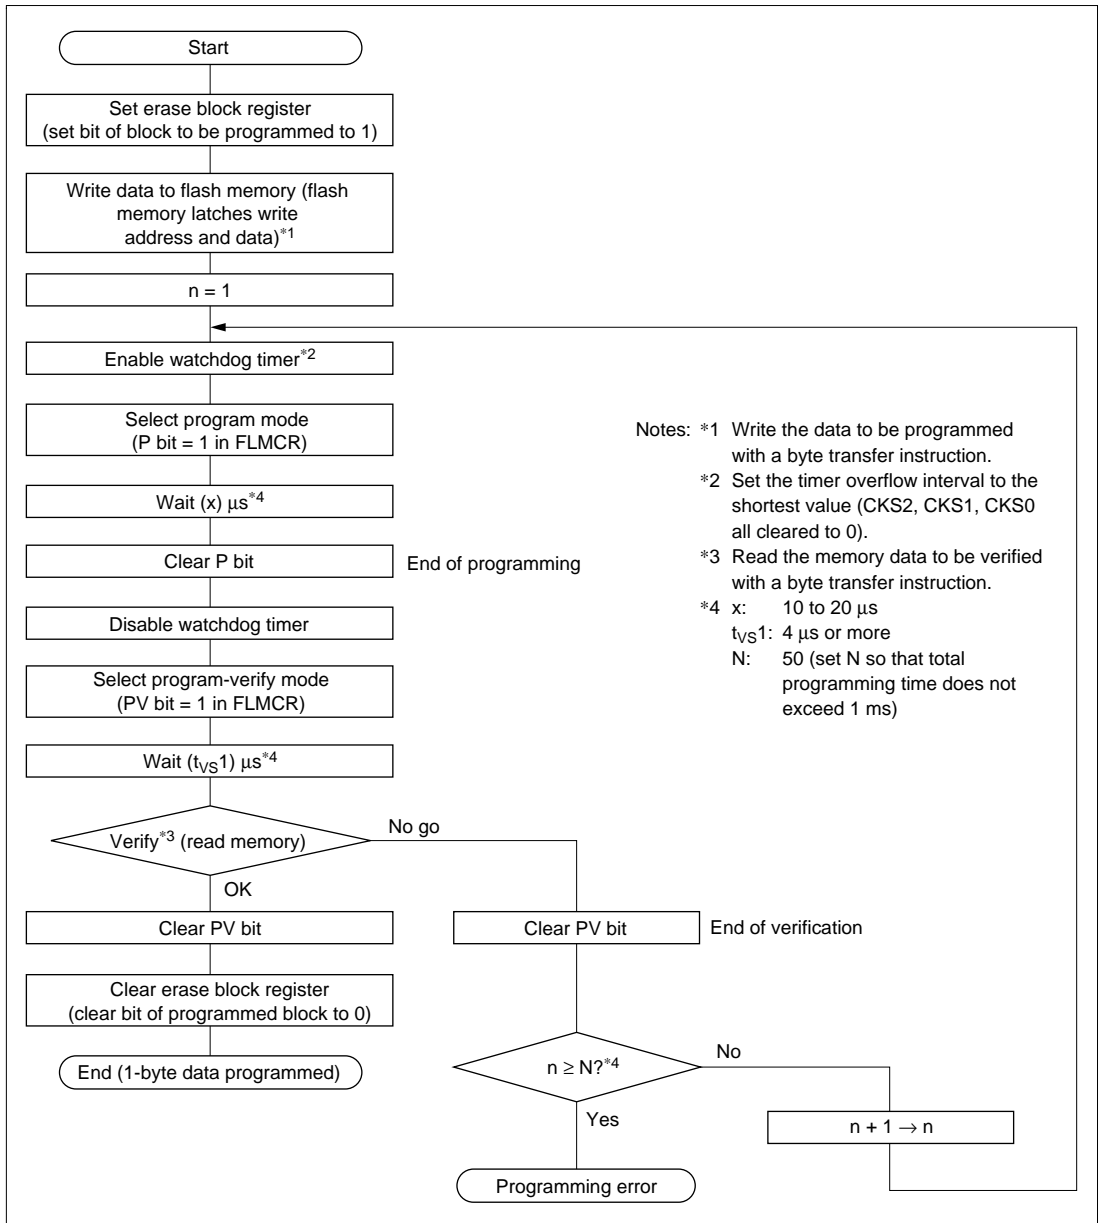 Start
Set erase block register
(set bit of block to be programmed to 1)
Write data to flash memory (flash
memory latches write
address and data)*1
n = 1
Enable watchdog timer*2
Select program mode
(P bit = 1 in FLMCR)
Wait (x) μs*4
Clear P bit
End of programming
Disable watchdog timer
Select program-verify mode
(PV bit = 1 in FLMCR)
Wait (tVS1) μs*4
Verify*3 (read memory)
No go
OK
Clear PV bit
Clear erase block register
(clear bit of programmed block to 0)
End (1-byte data programmed)
Clear PV bit
End of verification
n ≥ N?*4
No
Yes
n + 1 → n
Programming error
Notes: *1 Write the data to be programmed
with a byte transfer instruction.
*2 Set the timer overflow interval to the
shortest value (CKS2, CKS1, CKS0
all cleared to 0).
*3 Read the memory data to be verified
with a byte transfer instruction.
*4 x: 10 to 20 μs
tVS1: 4 μs or more
N: 50 (set N so that total
programming time does not
exceed 1 ms)